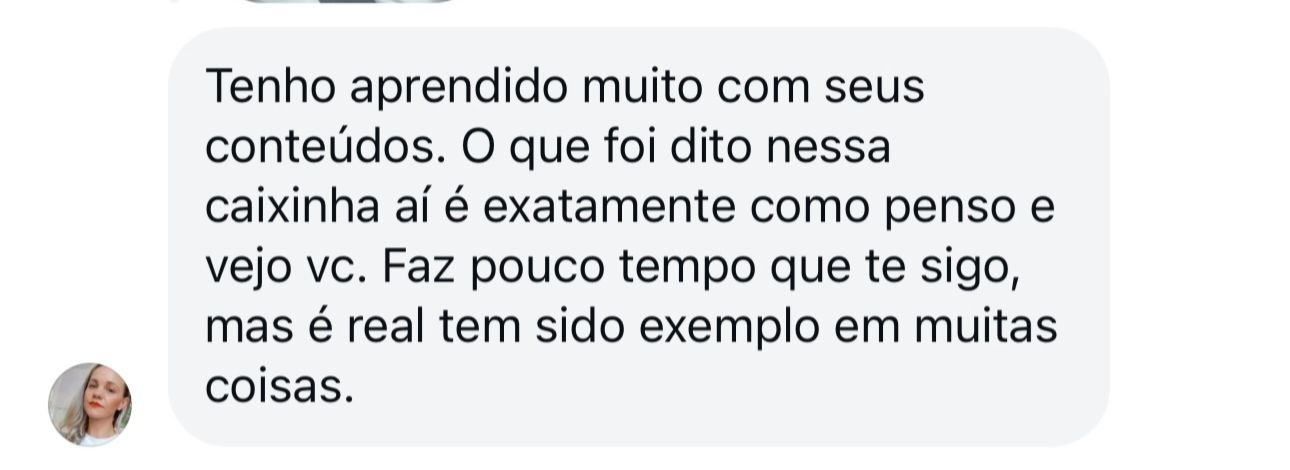 Tenho aprendido muito com seus
conteúdos. O que foi dito nessa
caixinha aí é exatamente como penso e
vejo vc. Faz pouco tempo que te sigo,
mas é real tem sido exemplo em muitas
coisas.